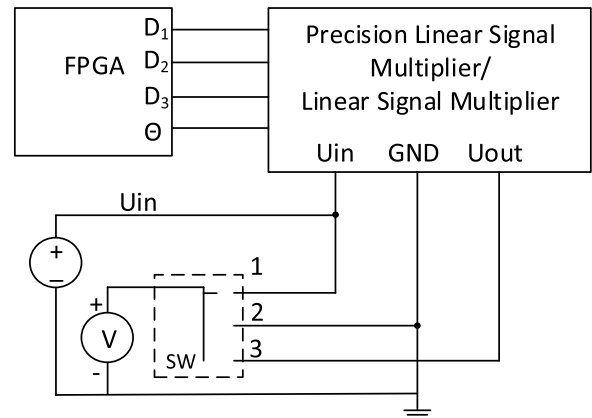 FPGA
D₁
D₂
D₃
Θ
Precision Linear Signal
Multiplier/
Linear Signal Multiplier
Uin GND Uout
Uin
+
−
1
2
3
+
V
-
SW